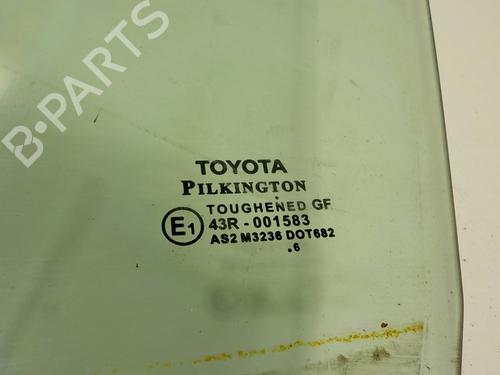 B-PARTS
TOYOTA
PILKINGTON
TOUGHENED GF
E1 43R-001583
AS2 M3236 DOT682
.6